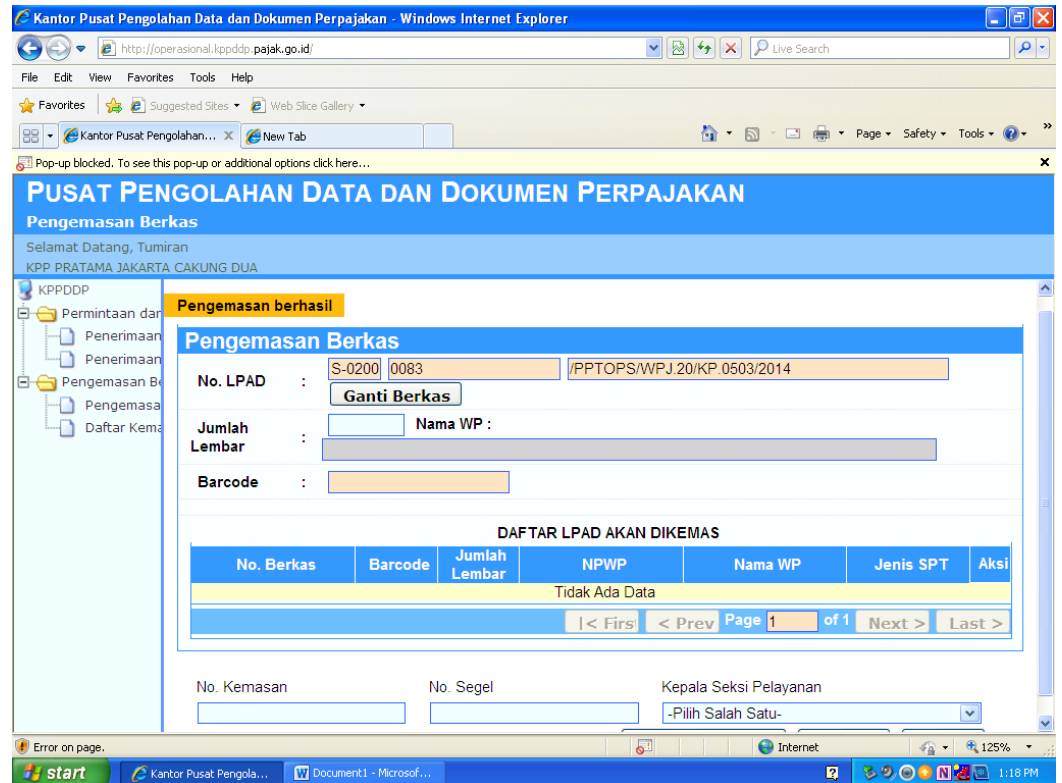 Kantor Pusat Pengolahan Data dan Dokumen Perpajakan - Windows Internet Explorer
http://operasional.kppddp.pajak.go.id/
Live Search
File Edit View Favorites Tools Help
Favorites Suggested Sites Web Slice Gallery
Kantor Pusat Pengolahan... New Tab Page Safety Tools
Pop-up blocked. To see this pop-up or additional options click here...
PUSAT PENGOLAHAN DATA DAN DOKUMEN PERPAJAKAN
Pengemasan Berkas
Selamat Datang, Tumiran
KPP PRATAMA JAKARTA CAKUNG DUA
KPPDDP
Permintaan dan
Penerimaan
Penerimaan
Pengemasan Be
Pengemasa
Daftar Kema
Pengemasan berhasil
Pengemasan Berkas
No. LPAD : S-0200 0083 /PPTOPS/WPJ.20/KP.0503/2014
Ganti Berkas
Jumlah Lembar : Nama WP :
Barcode :
DAFTAR LPAD AKAN DIKEMAS
No. Berkas Barcode Jumlah Lembar NPWP Nama WP Jenis SPT Aksi
Tidak Ada Data
|< Firs < Prev Page 1 of 1 Next > Last >
No. Kemasan No. Segel Kepala Seksi Pelayanan
-Pilih Salah Satu-
Error on page. Internet 125%
start Kantor Pusat Pengola... Document1 - Microsof... 1:18 PM